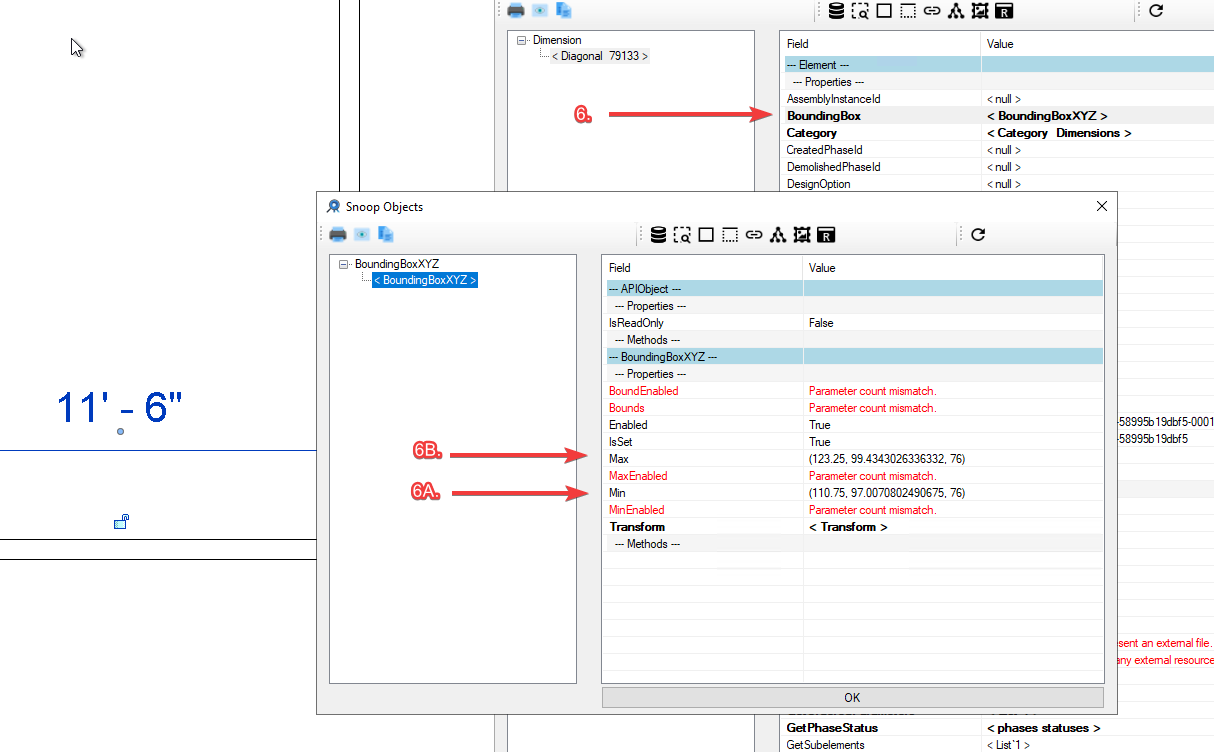 Dimension
< Diagonal  79133 >
Field Value
--- Element ---
--- Properties ---
AssemblyInstanceId < null >
6.
BoundingBox < BoundingBoxXYZ >
Category < Category  Dimensions >
CreatedPhaseId < null >
DemolishedPhaseId < null >
DesignOption < null >
Snoop Objects
R
R
BoundingBoxXYZ
< BoundingBoxXYZ >
Field Value
--- APIObject ---
--- Properties ---
IsReadOnly False
--- Methods ---
--- BoundingBoxXYZ ---
--- Properties ---
BoundEnabled Parameter count mismatch.
Bounds Parameter count mismatch.
Enabled True
IsSet True
6B.
Max (123.25, 99.4343026336332, 76)
MaxEnabled Parameter count mismatch.
6A.
Min (110.75, 97.0070802490675, 76)
MinEnabled Parameter count mismatch.
Transform < Transform >
--- Methods ---
11' - 6"
-58995b19dbf5-0001
-58995b19dbf5
sent an external file.
any external resource
OK
GetPhaseStatus < phases statuses >
GetSubelements < List`1 >